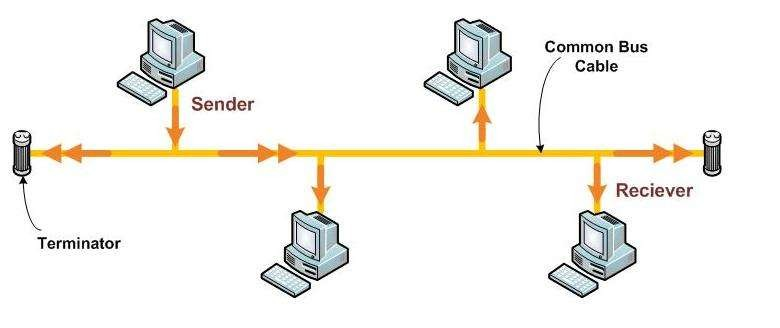 Common Bus
Cable
Sender
Reciever
Terminator